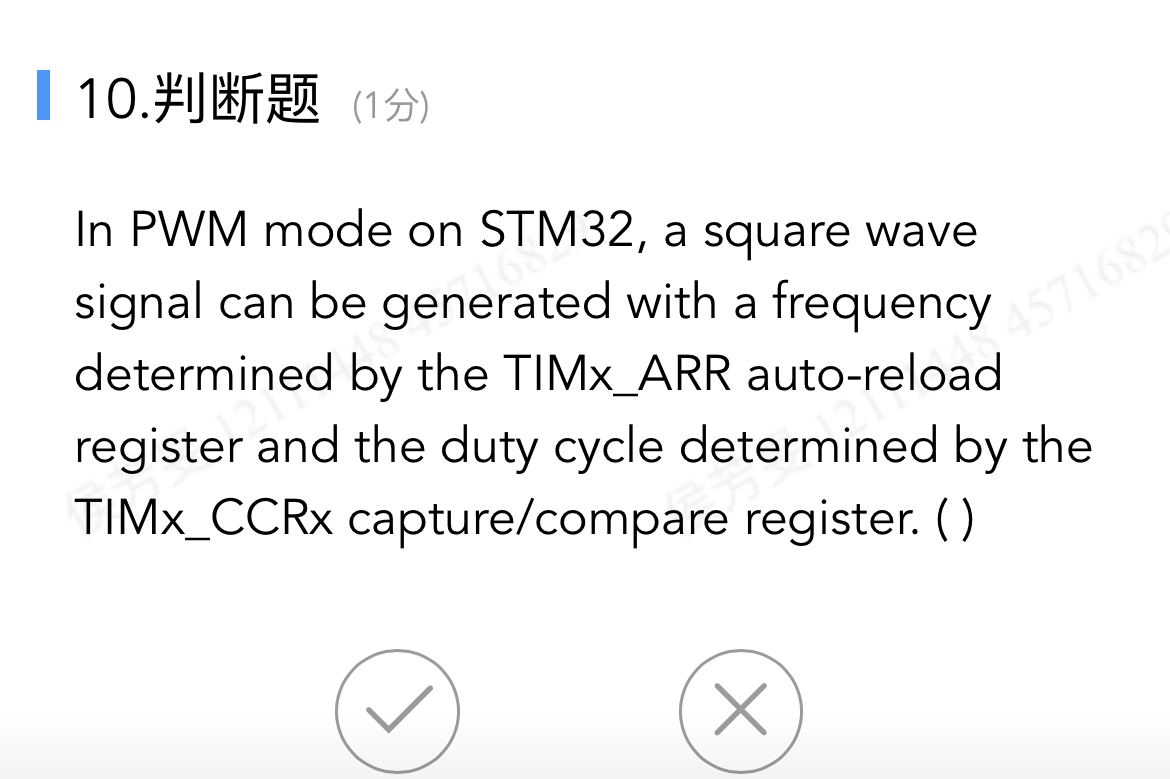 10.判断题 (1分)
In PWM mode on STM32, a square wave
signal can be generated with a frequency
determined by the TIMx_ARR auto-reload
register and the duty cycle determined by the
TIMx_CCRx capture/compare register. ( )